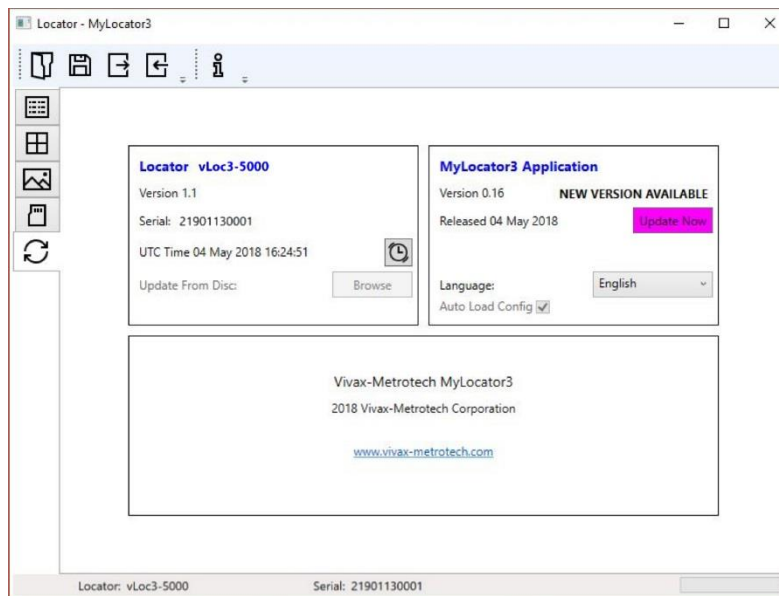 Locator - MyLocator3
Locator vLoc3-5000
Version 1.1
Serial: 21901130001
UTC Time 04 May 2018 16:24:51
Update From Disc:
Browse
MyLocator3 Application
Version 0.16
NEW VERSION AVAILABLE
Released 04 May 2018
Update Now
Language:
English
Auto Load Config
Vivax-Metrotech MyLocator3
2018 Vivax-Metrotech Corporation
www.vivax-metrotech.com
Locator: vLoc3-5000
Serial: 21901130001